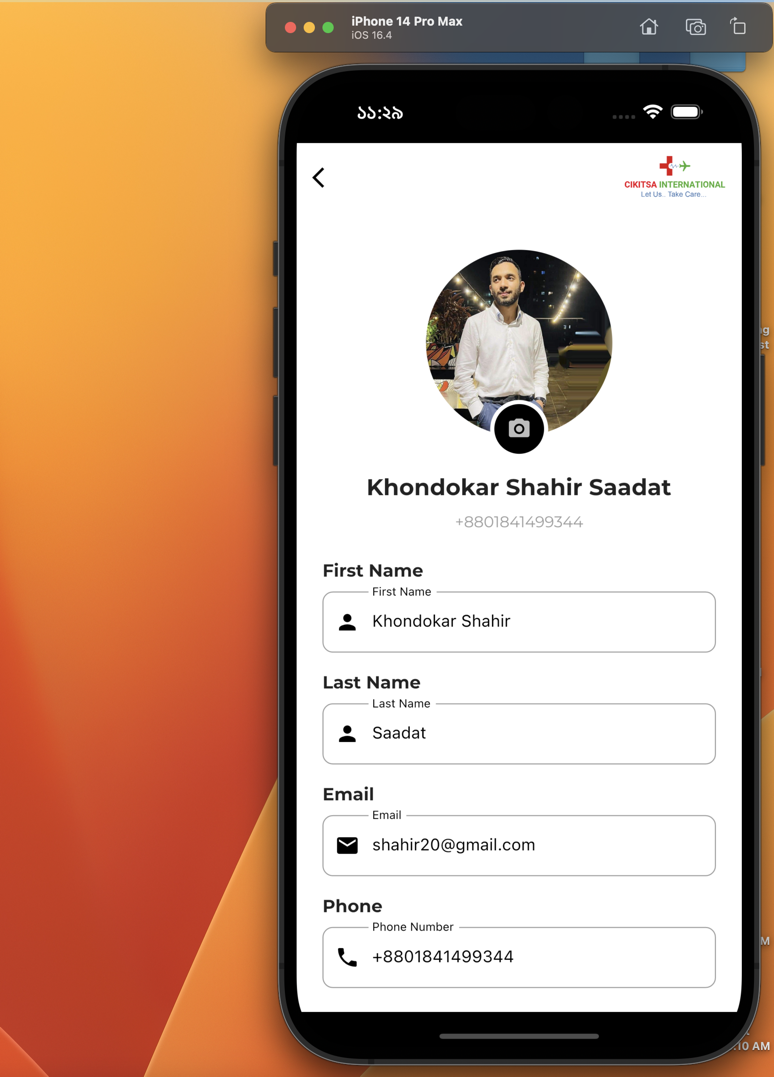 iPhone 14 Pro Max
iOS 16.4
১১:২৯
CIKITSA INTERNATIONAL
Let Us.. Take Care...
Khondokar Shahir Saadat
+8801841499344
First Name
First Name
Khondokar Shahir
Last Name
Last Name
Saadat
Email
Email
shahir20@gmail.com
Phone
Phone Number
+8801841499344